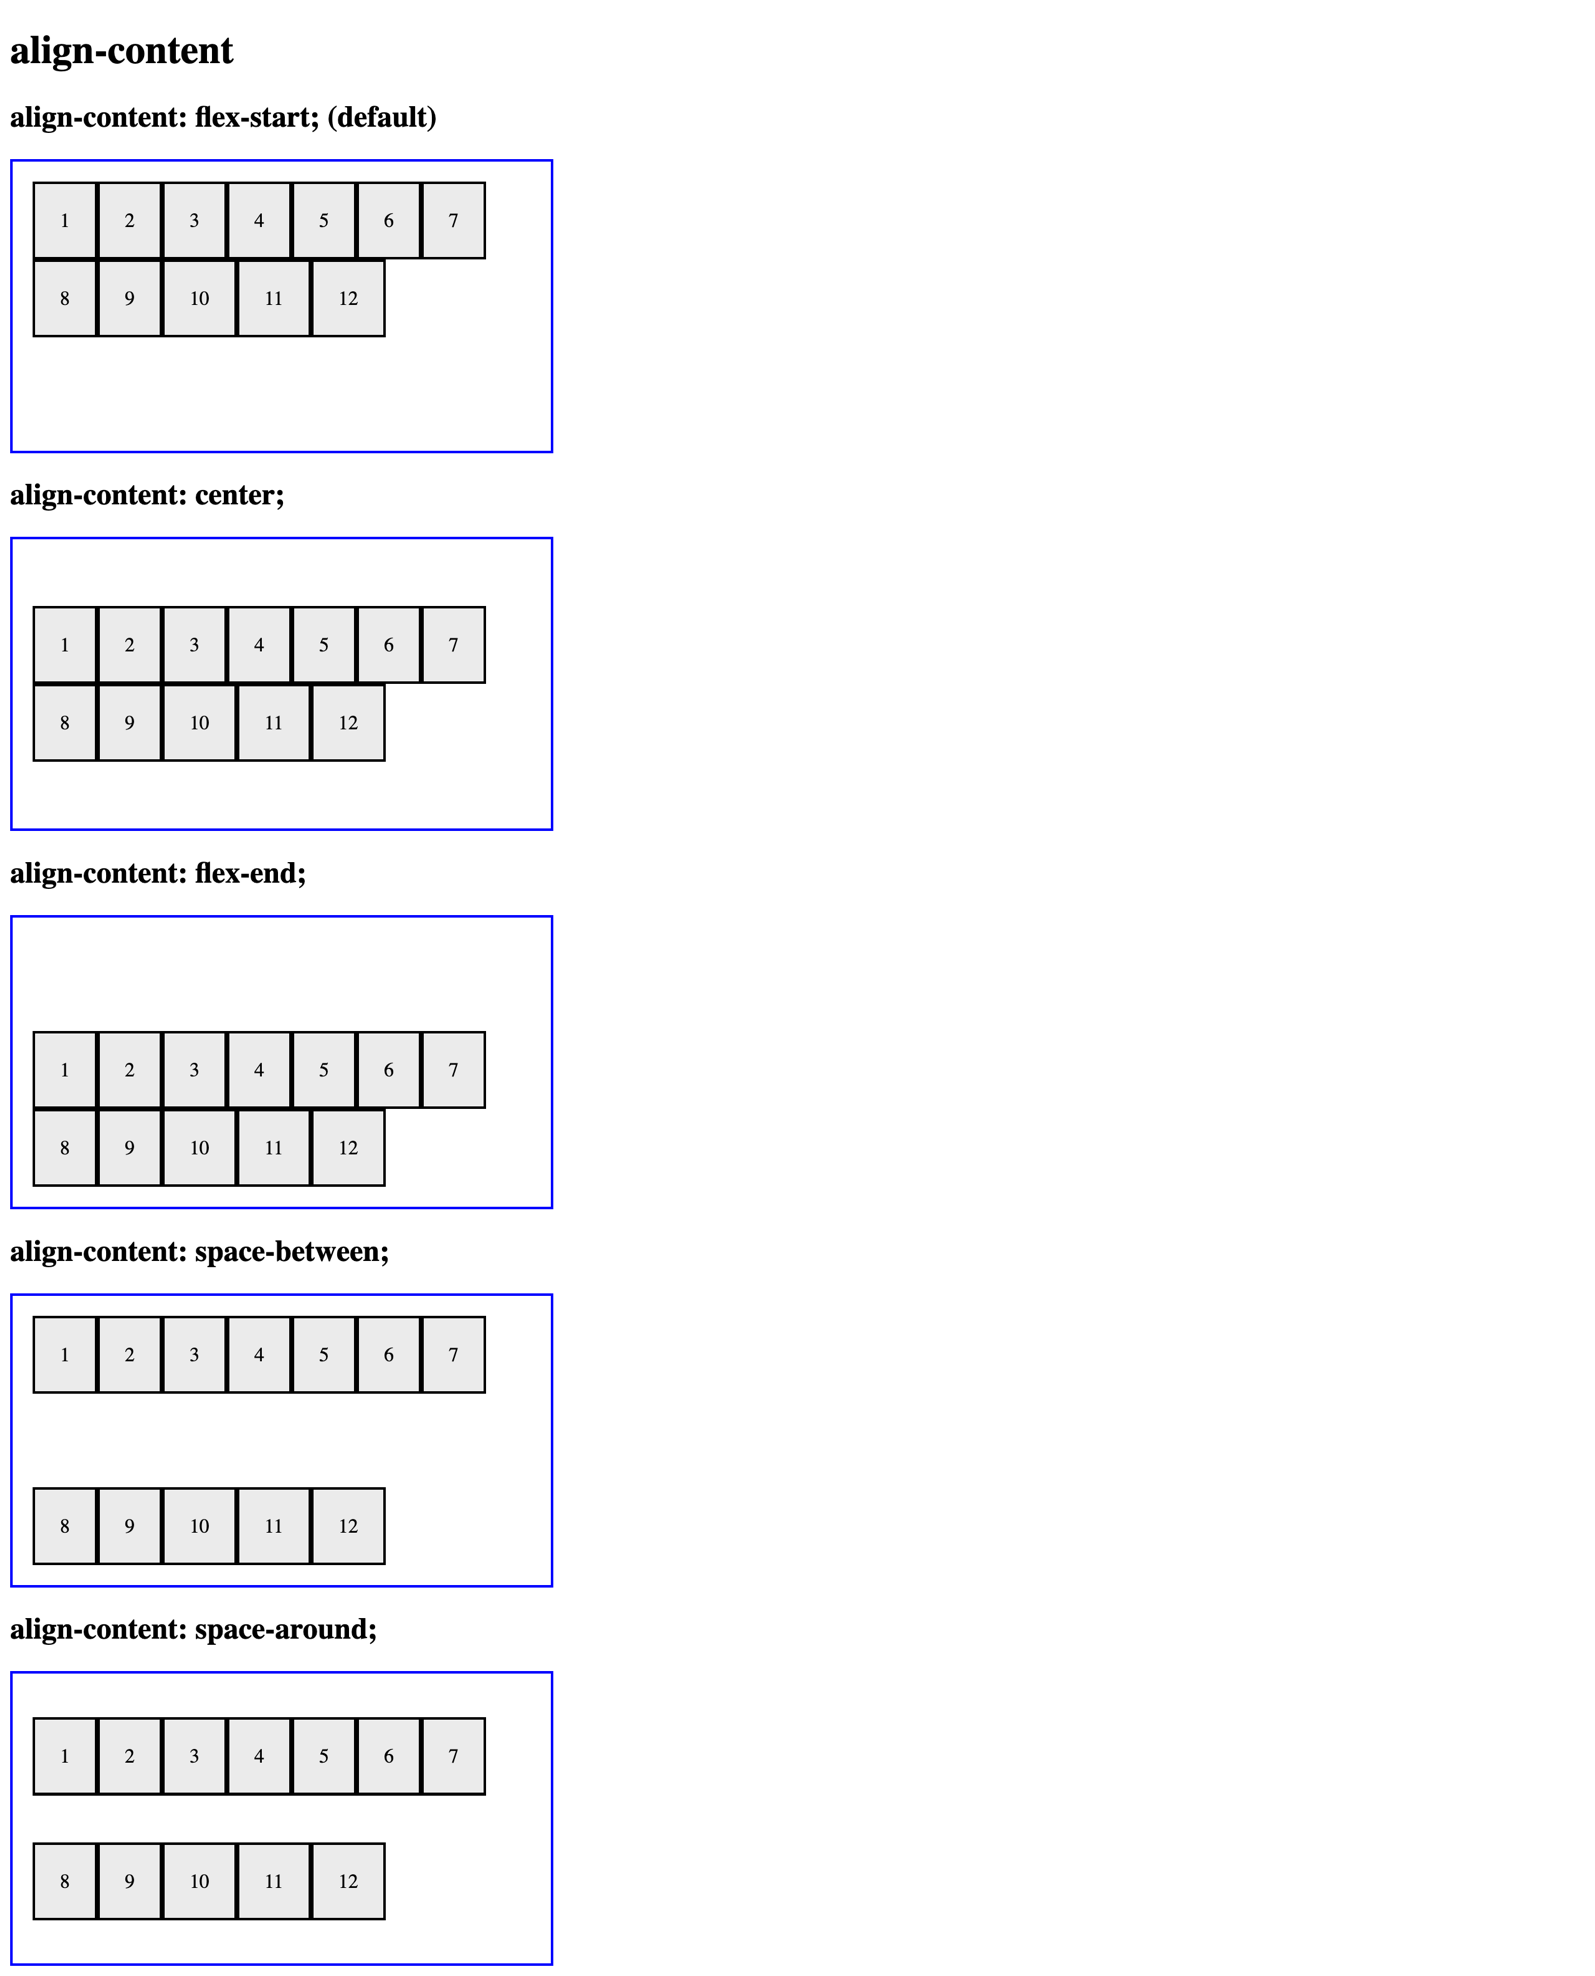 align-content
align-content: flex-start; (default)
1 2 3 4 5 6 7
8 9 10 11 12
align-content: center;
1 2 3 4 5 6 7
8 9 10 11 12
align-content: flex-end;
1 2 3 4 5 6 7
8 9 10 11 12
align-content: space-between;
1 2 3 4 5 6 7
8 9 10 11 12
align-content: space-around;
1 2 3 4 5 6 7
8 9 10 11 12